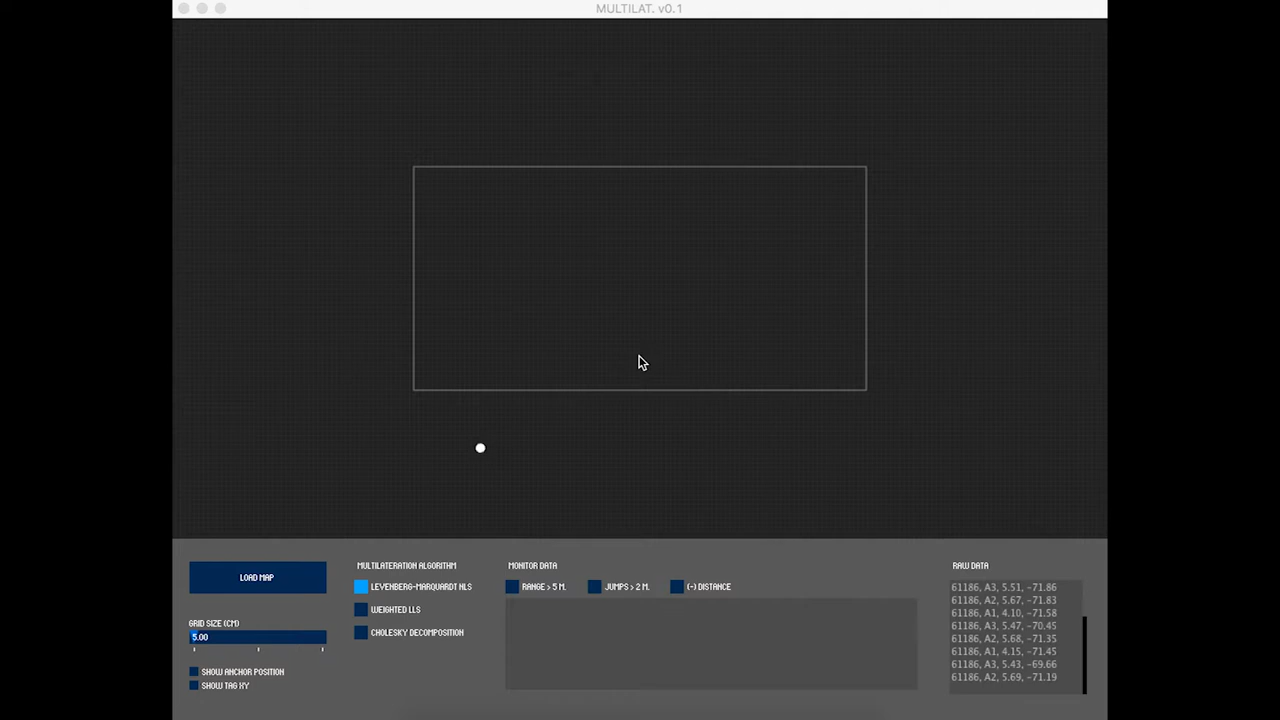 MULTILAT. v0.1
LOAD MAP
GRID SIZE (CM)
5.00
SHOW ANCHOR POSITION
SHOW TAG XY
MULTILATERATION ALGORITHM
LEVENBERG-MARQUARDT NLS
WEIGHTED LLS
CHOLESKY DECOMPOSITION
MONITOR DATA
RANGE > 5 M.
JUMPS > 2 M.
(-) DISTANCE
RAW DATA
61186, A3, 5.51, -71.86
61186, A2, 5.67, -71.83
61186, A1, 4.10, -71.58
61186, A3, 5.47, -70.45
61186, A2, 5.68, -71.35
61186, A1, 4.15, -71.45
61186, A3, 5.43, -69.66
61186, A2, 5.69, -71.19